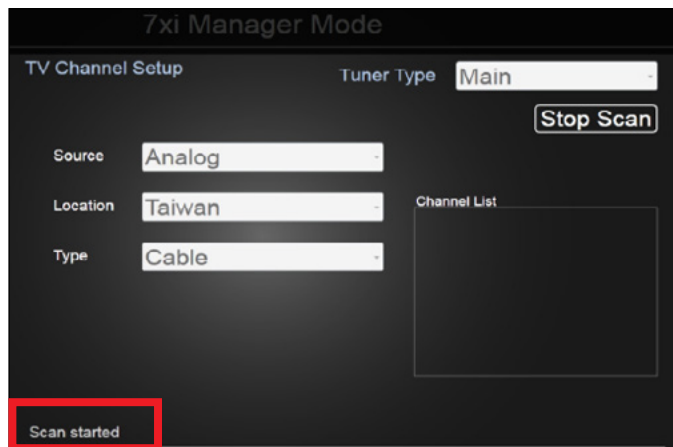 7xi Manager Mode
TV Channel Setup
Tuner Type Main
Stop Scan
Source Analog
Location Taiwan
Channel List
Type Cable
Scan started